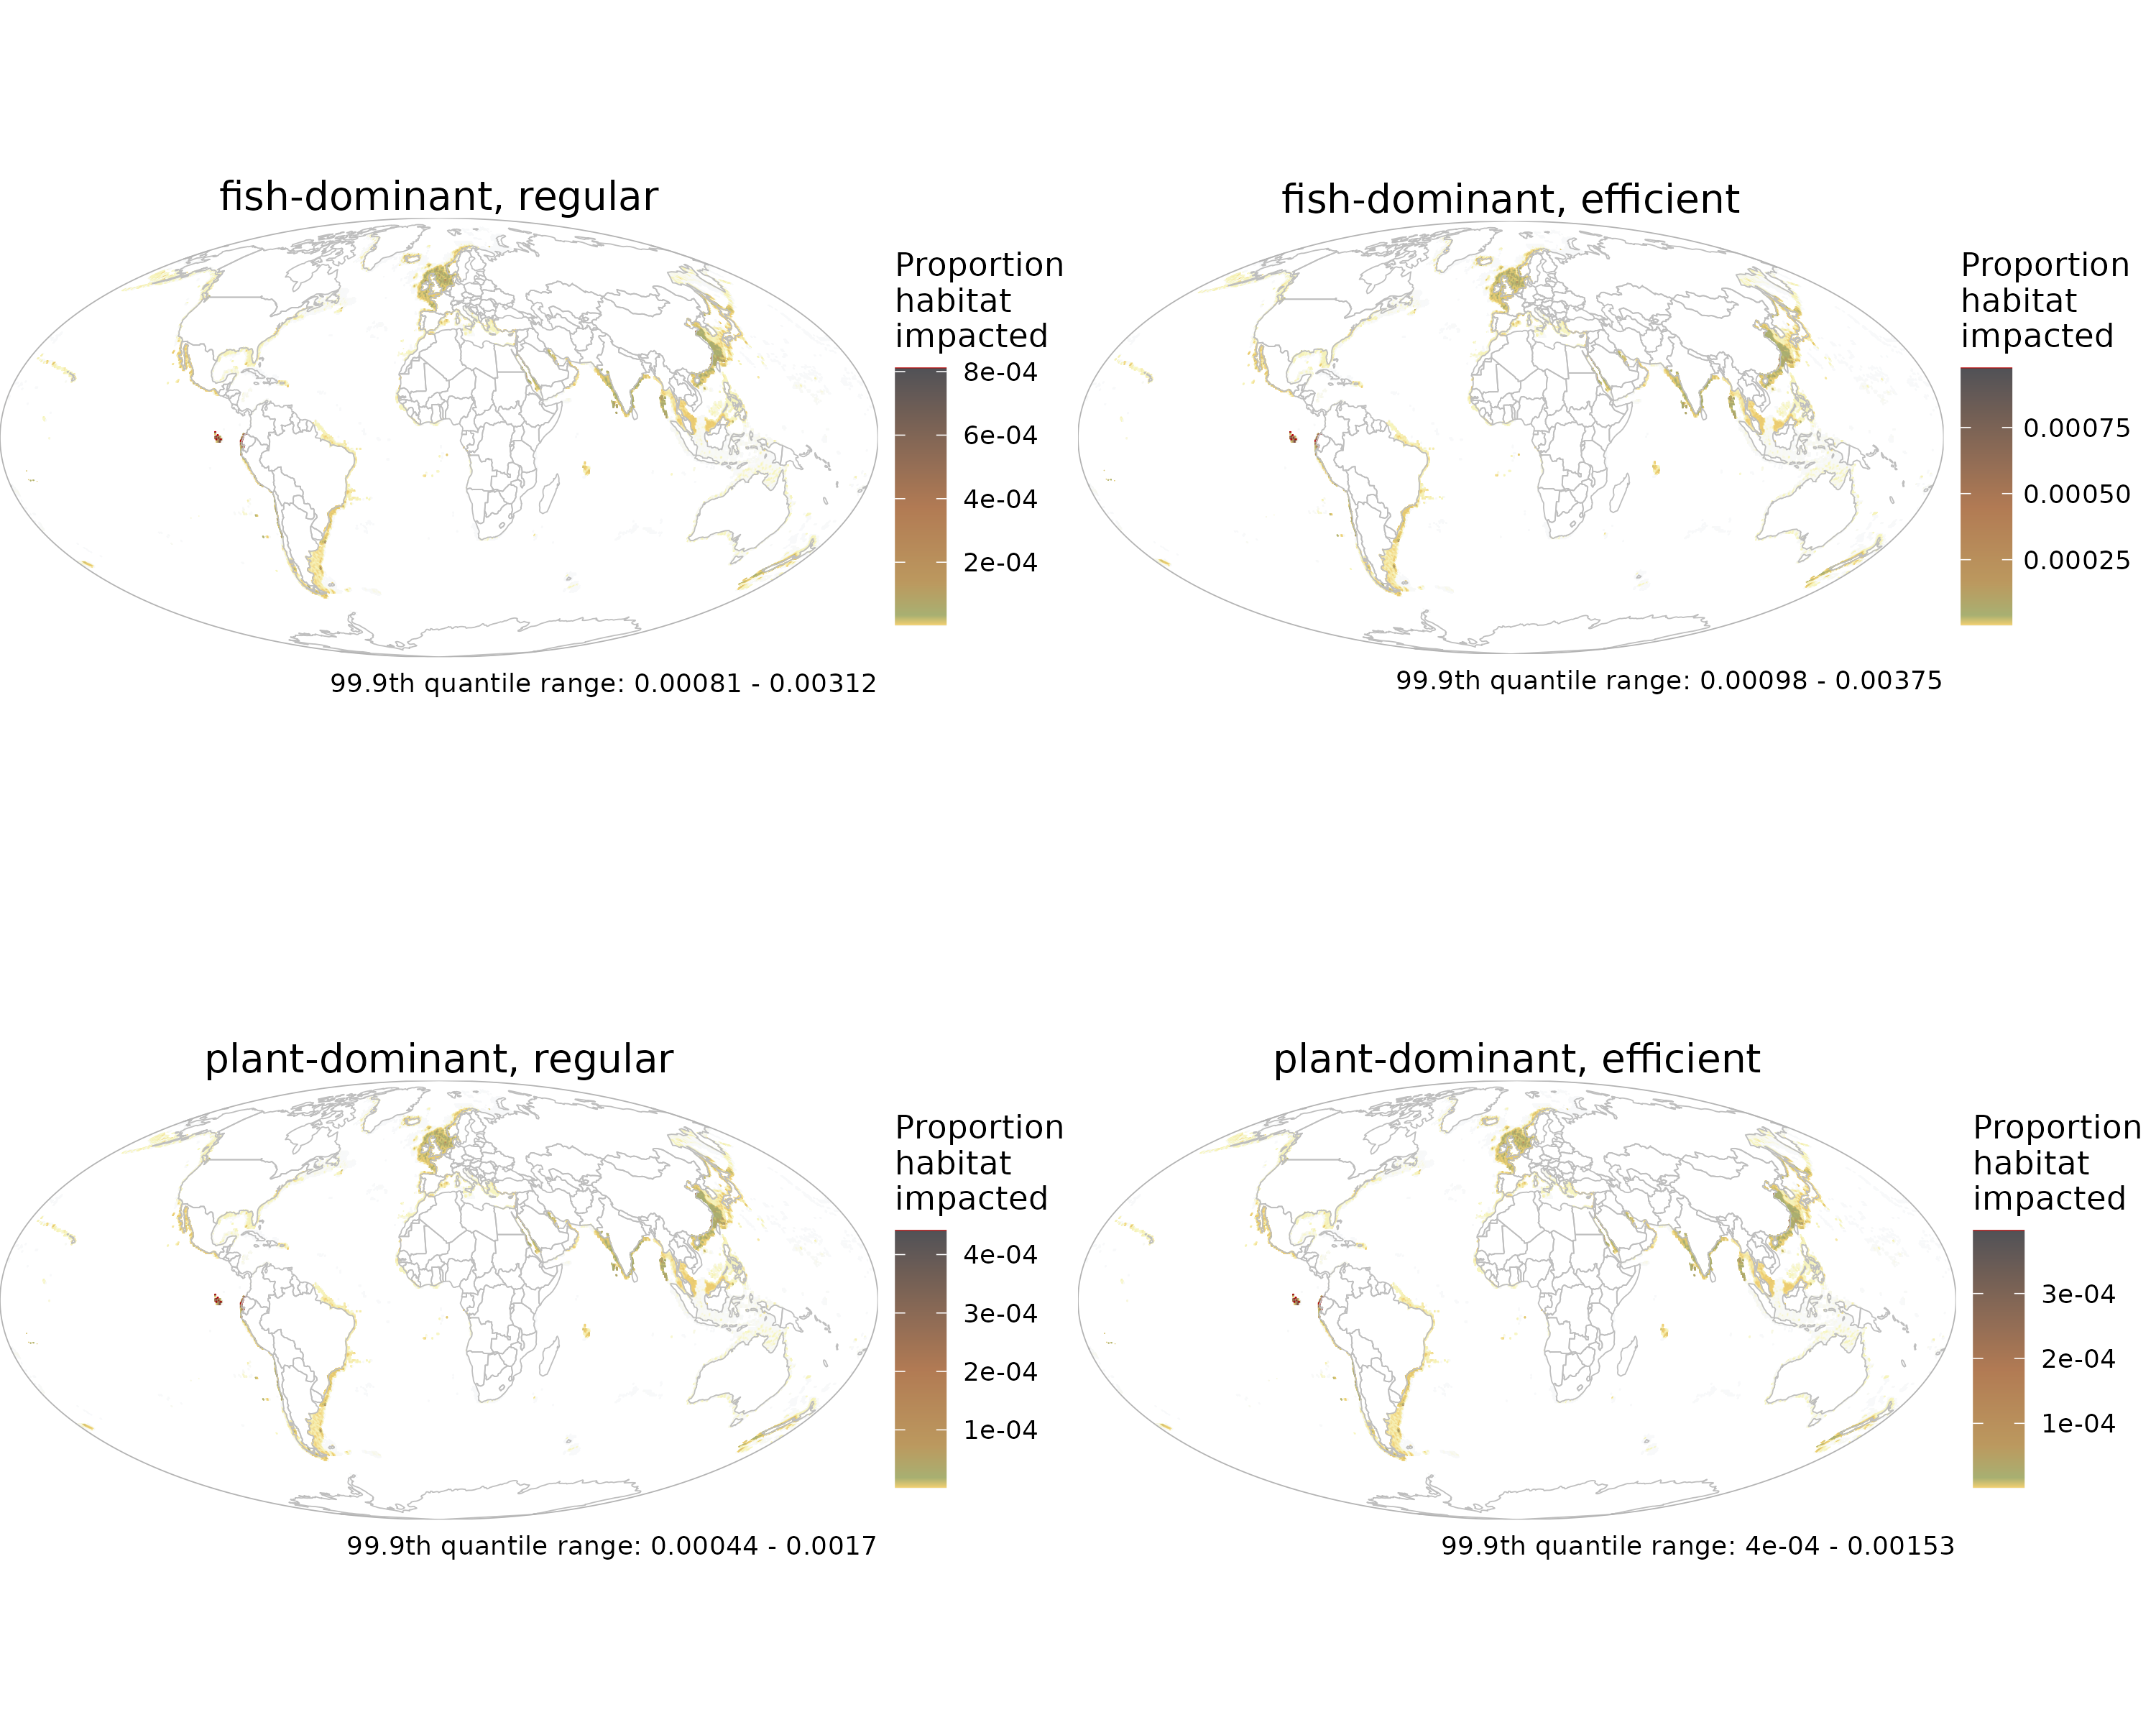 fish-dominant, regular
Proportion
habitat
impacted
8e-04
6e-04
4e-04
2e-04
99.9th quantile range: 0.00081 - 0.00312
fish-dominant, efficient
Proportion
habitat
impacted
0.00075
0.00050
0.00025
99.9th quantile range: 0.00098 - 0.00375
plant-dominant, regular
Proportion
habitat
impacted
4e-04
3e-04
2e-04
1e-04
99.9th quantile range: 0.00044 - 0.0017
plant-dominant, efficient
Proportion
habitat
impacted
3e-04
2e-04
1e-04
99.9th quantile range: 4e-04 - 0.00153